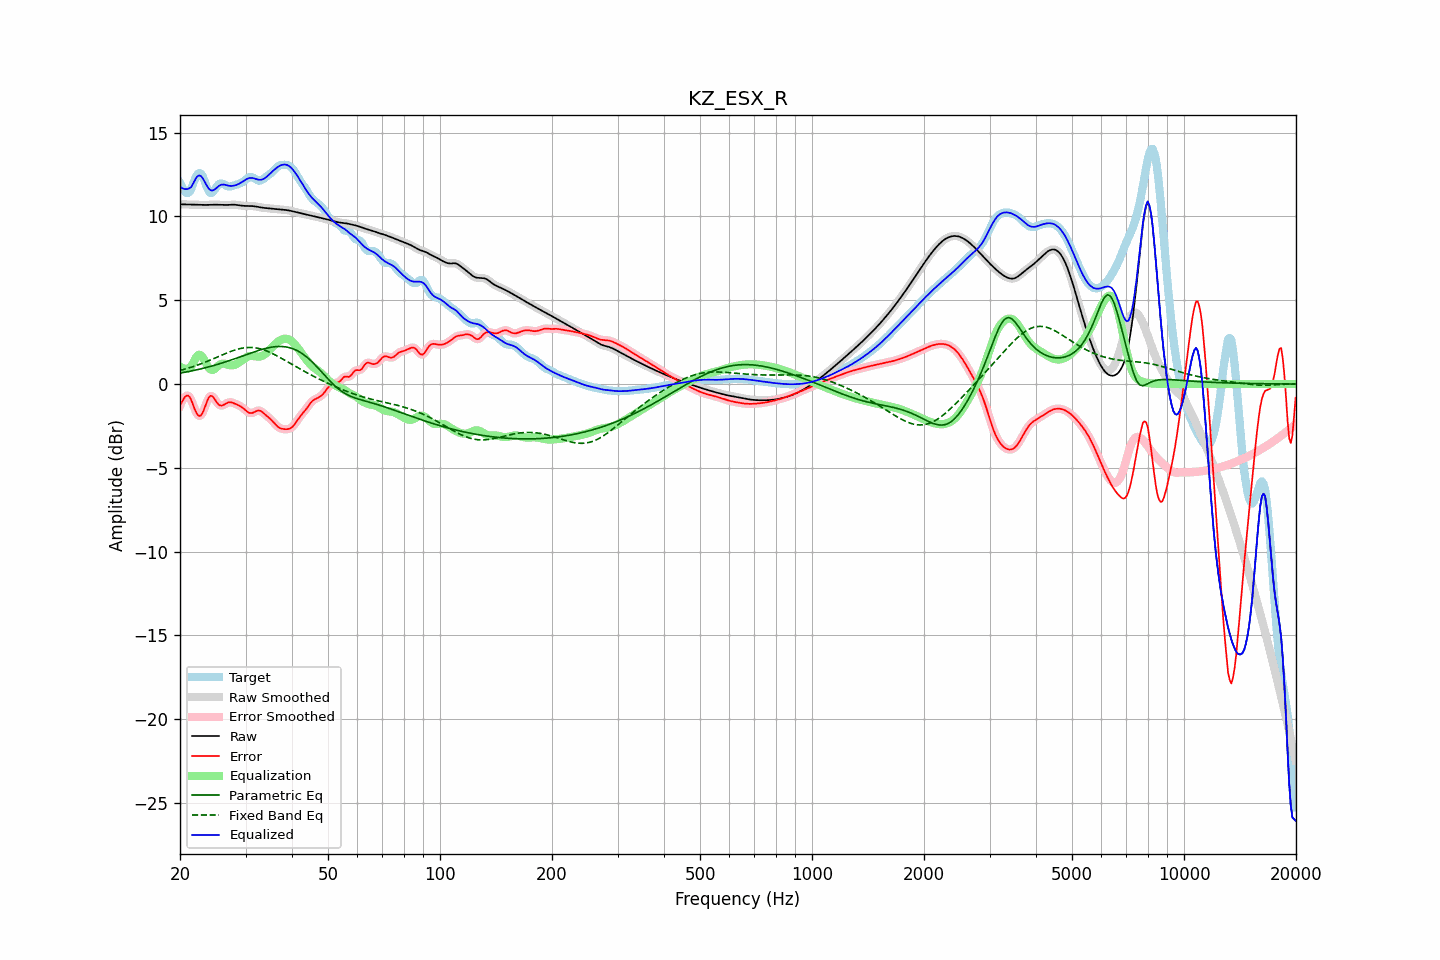 KZ_ESX_R
15
10
5
0
−5
−10
−15
−20
−25
Amplitude (dBr)
Target
Raw Smoothed
Error Smoothed
Raw
Error
Equalization
Parametric Eq
Fixed Band Eq
Equalized
20 50 100 200 500 1000 2000 5000 10000 20000
Frequency (Hz)